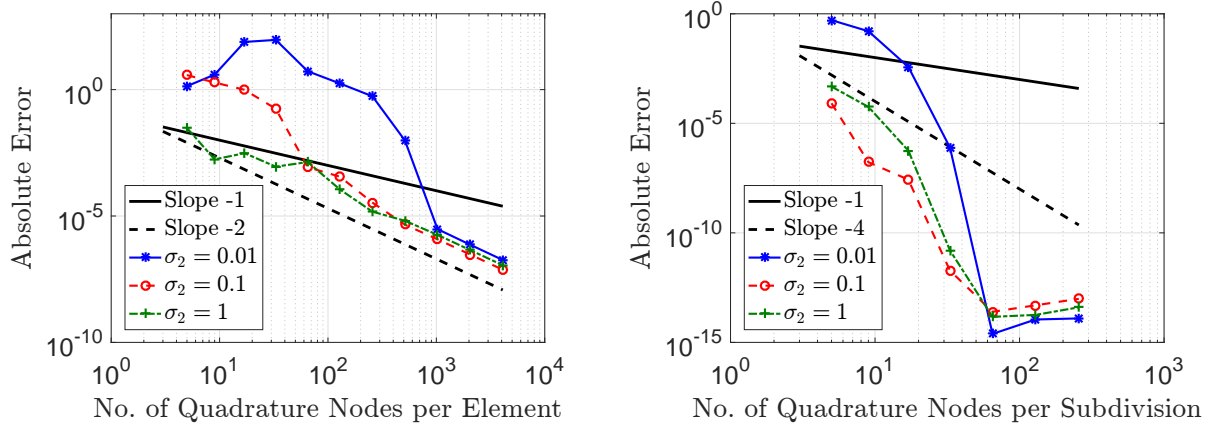 10^0
10^-5
10^-10
Absolute Error
Slope -1
Slope -2
σ₂ = 0.01
σ₂ = 0.1
σ₂ = 1
10^0 10^1 10^2 10^3 10^4
No. of Quadrature Nodes per Element
10^0
10^-5
10^-10
10^-15
Absolute Error
Slope -1
Slope -4
σ₂ = 0.01
σ₂ = 0.1
σ₂ = 1
10^0 10^1 10^2 10^3
No. of Quadrature Nodes per Subdivision